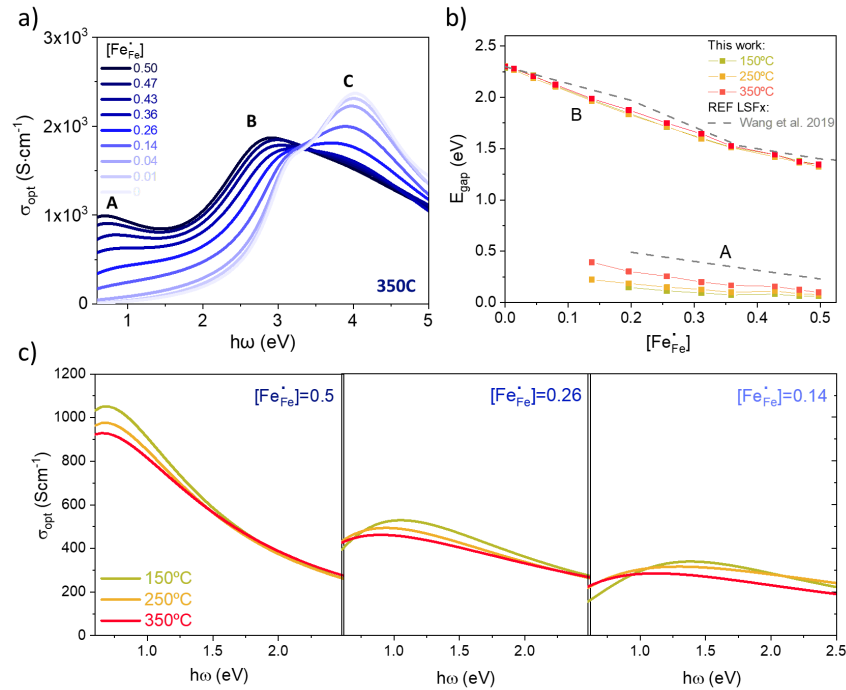 a)
[Fe˙Fe]
0.50
0.47
0.43
0.36
0.26
0.14
0.04
0.01
0
A
B
C
350C
3x10³
2x10³
1x10³
0
1
2
3
4
5
σopt (S·cm⁻¹)
hω (eV)
b)
This work:
150ºC
250ºC
350ºC
REF LSFx:
Wang et al. 2019
B
A
2.5
2.0
1.5
1.0
0.5
0.0
0.0
0.1
0.2
0.3
0.4
0.5
Egap (eV)
[Fe˙Fe]
c)
[Fe˙Fe]=0.5
[Fe˙Fe]=0.26
[Fe˙Fe]=0.14
1200
1000
800
600
400
200
0
σopt (Scm⁻¹)
150ºC
250ºC
350ºC
1.0
1.5
2.0
1.0
1.5
2.0
1.0
1.5
2.0
2.5
hω (eV)
hω (eV)
hω (eV)